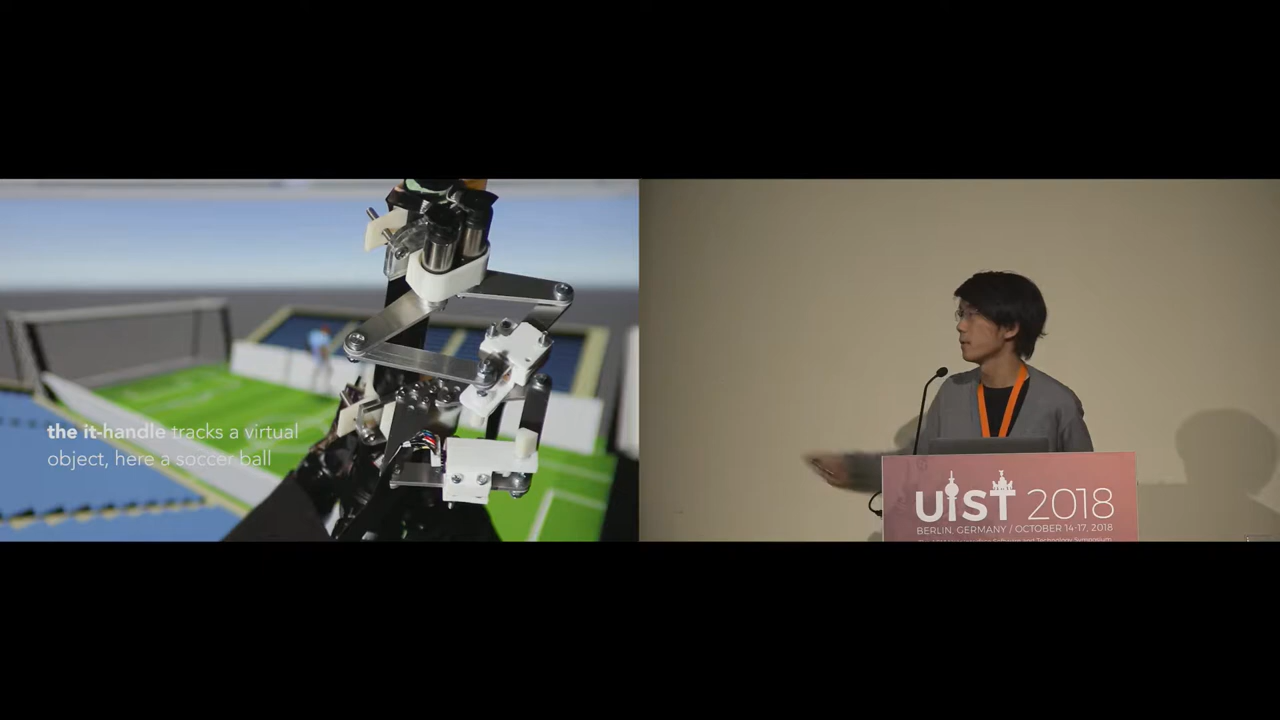 the it-handle tracks a virtual
object, here a soccer ball
UIST 2018
BERLIN, GERMANY / OCTOBER 14-17, 2018